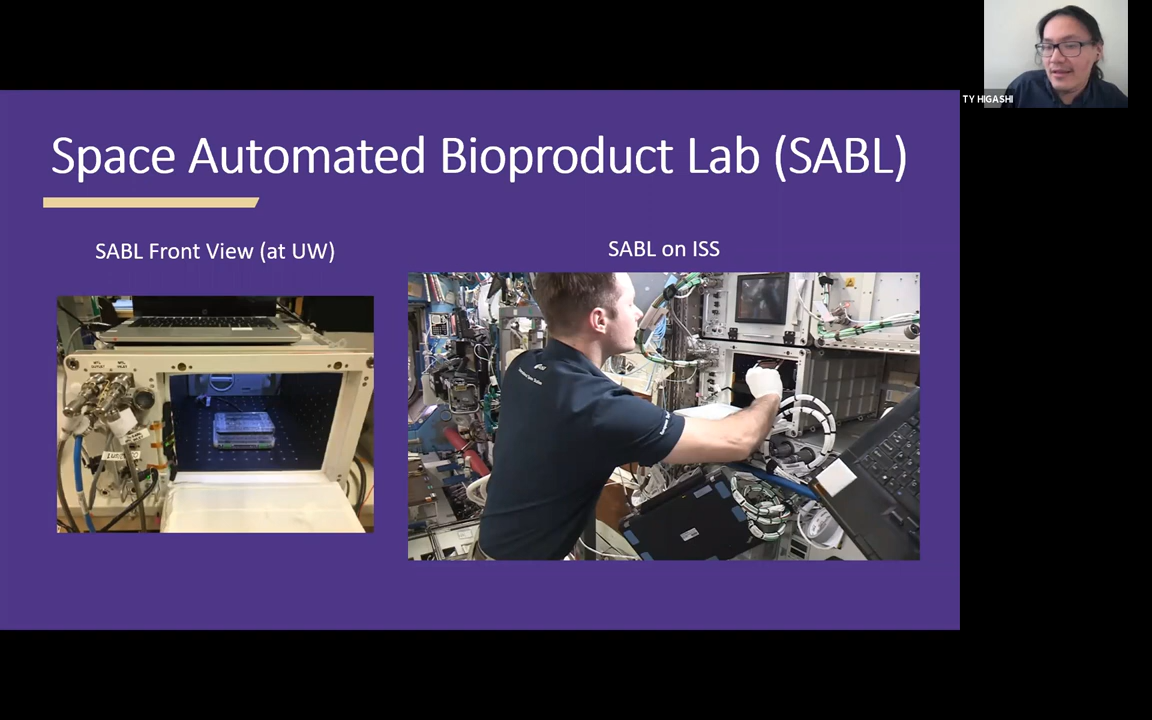 TY HIGASHI
Space Automated Bioproduct Lab (SABL)
SABL Front View (at UW)
SABL on ISS